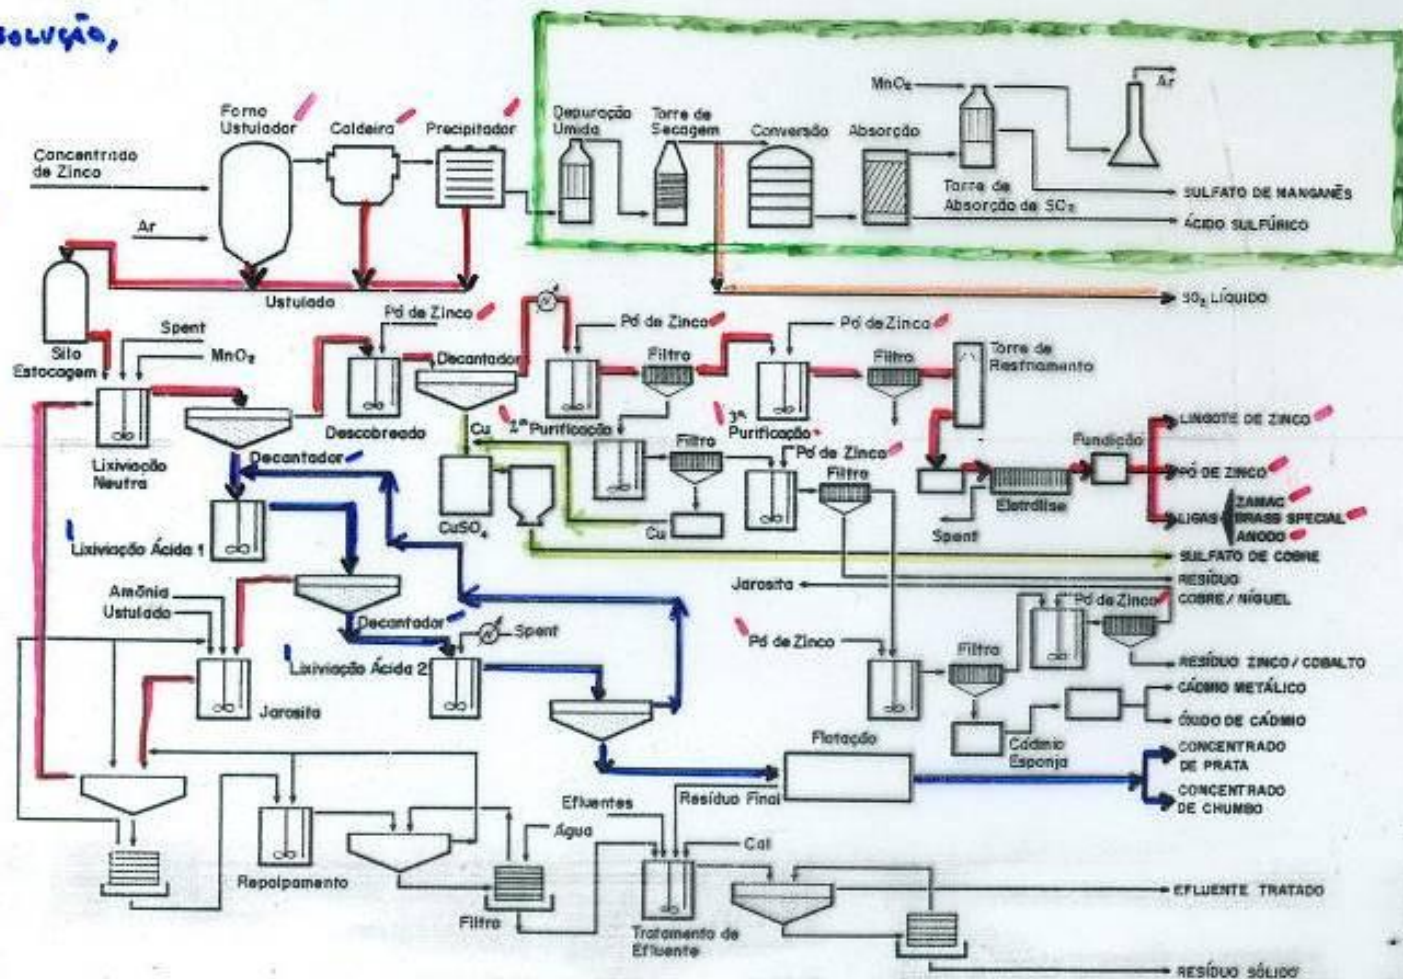 SOLUÇÃO,
Forno
Ustulador
Caldeira
Precipitador
Concentrado
de Zinco
Ar
Depuração
Úmida
Torre de
Secagem
Conversão
Absorção
MnO₂
Ar
Torre de
Absorção de SO₂
SULFATO DE MANGANÊS
ÁCIDO SULFÚRICO
SO₂ LÍQUIDO
Ustulado
Silo
Estocagem
Spent
MnO₂
Pó de Zinco
Decantador
Pó de Zinco
Filtro
Pó de Zinco
Filtro
Torre de
Resfriamento
Lixiviação
Neutra
Decantador
Descobreado
Cu
Purificação
3ª
Purificação
Filtro
Pó de Zinco
Filtro
Cu
CuSO₄
Spent
Eletrólise
Fundição
LINGOTE DE ZINCO
PÓ DE ZINCO
LIGAS
ZAMAC
BRASS SPECIAL
ANODO
SULFATO DE COBRE
RESÍDUO
COBRE/NÍQUEL
Lixiviação Ácida 1
Jarosita
Pó de Zinco
Amônia
Ustulado
Decantador
Spent
Lixiviação Ácida 2
Pó de Zinco
Filtro
RESÍDUO ZINCO/COBALTO
CÁDMIO METÁLICO
ÓXIDO DE CÁDMIO
Jarosita
Cádmio
Esponja
Flotação
CONCENTRADO
DE PRATA
CONCENTRADO
DE CHUMBO
Resíduo Final
Efluentes
Água
Cal
Repolpamento
Filtro
Tratamento de
Efluente
EFLUENTE TRATADO
RESÍDUO SÓLIDO